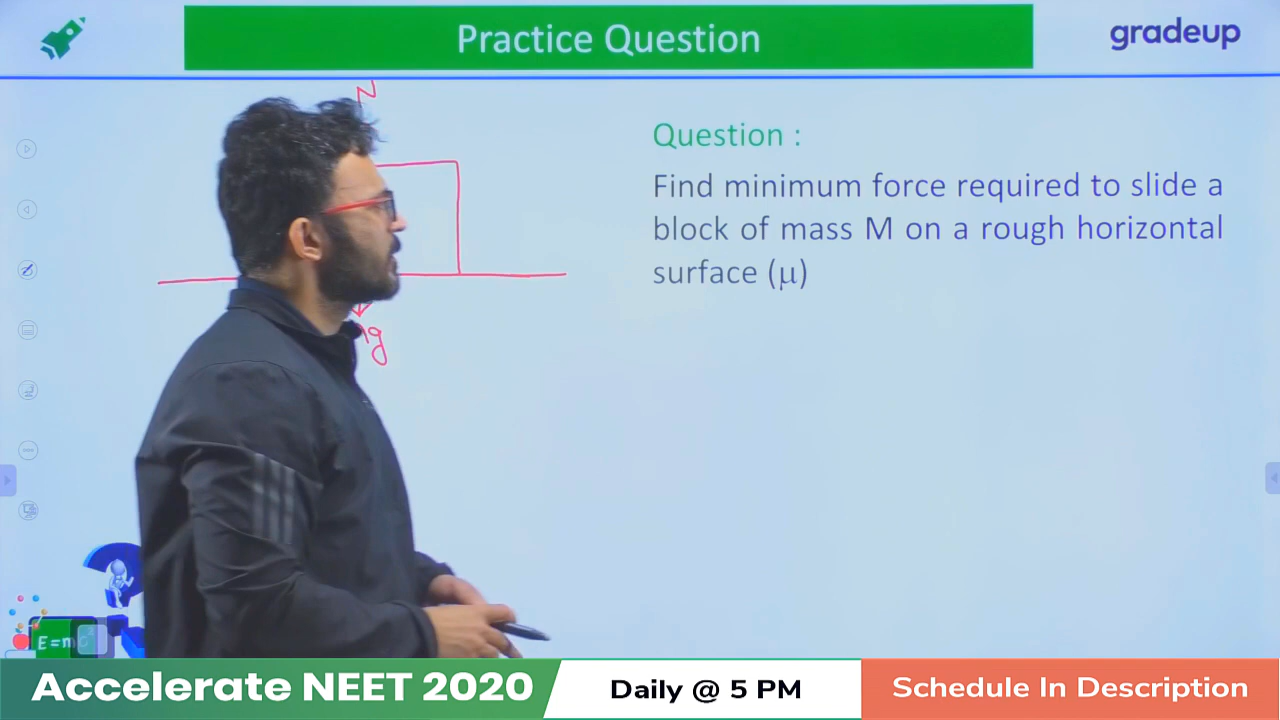 Practice Question
gradeup
N
Question :
Find minimum force required to slide a
block of mass M on a rough horizontal
surface (μ)
g
E=mc²
Accelerate NEET 2020
Daily @ 5 PM
Schedule In Description